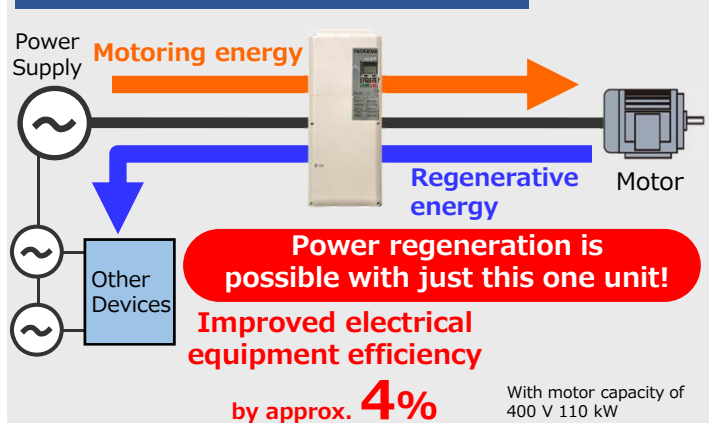 Power
Supply
Motoring energy
YASKAWA
Regenerative
energy
Motor
Other
Devices
Power regeneration is
possible with just this one unit!
Improved electrical
equipment efficiency
by approx. 4%
With motor capacity of
400 V 110 kW